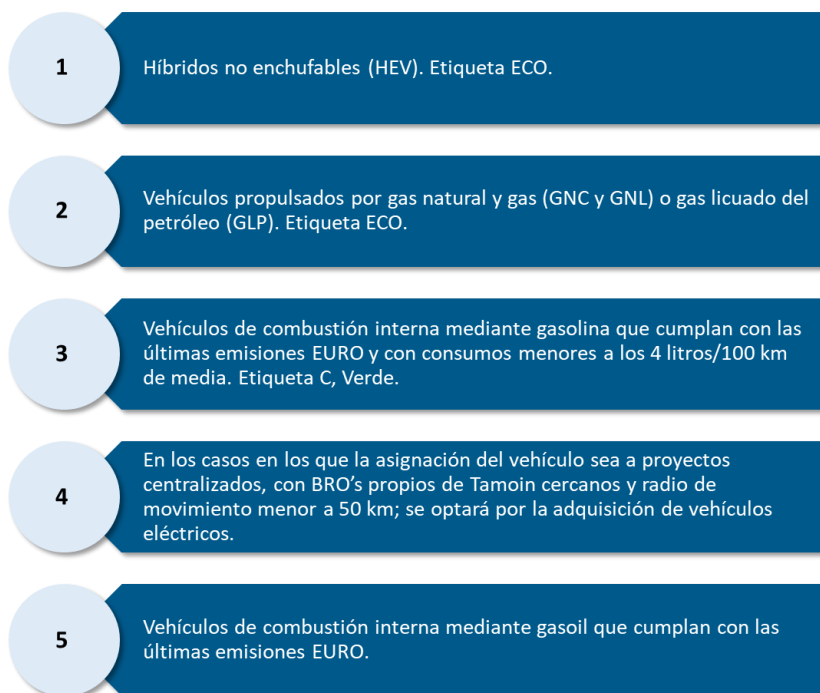 1
Híbridos no enchufables (HEV). Etiqueta ECO.
2
Vehículos propulsados por gas natural y gas (GNC y GNL) o gas licuado del
petróleo (GLP). Etiqueta ECO.
3
Vehículos de combustión interna mediante gasolina que cumplan con las
últimas emisiones EURO y con consumos menores a los 4 litros/100 km
de media. Etiqueta C, Verde.
4
En los casos en los que la asignación del vehículo sea a proyectos
centralizados, con BRO’s propios de Tamoin cercanos y radio de
movimiento menor a 50 km; se optará por la adquisición de vehículos
eléctricos.
5
Vehículos de combustión interna mediante gasoil que cumplan con las
últimas emisiones EURO.